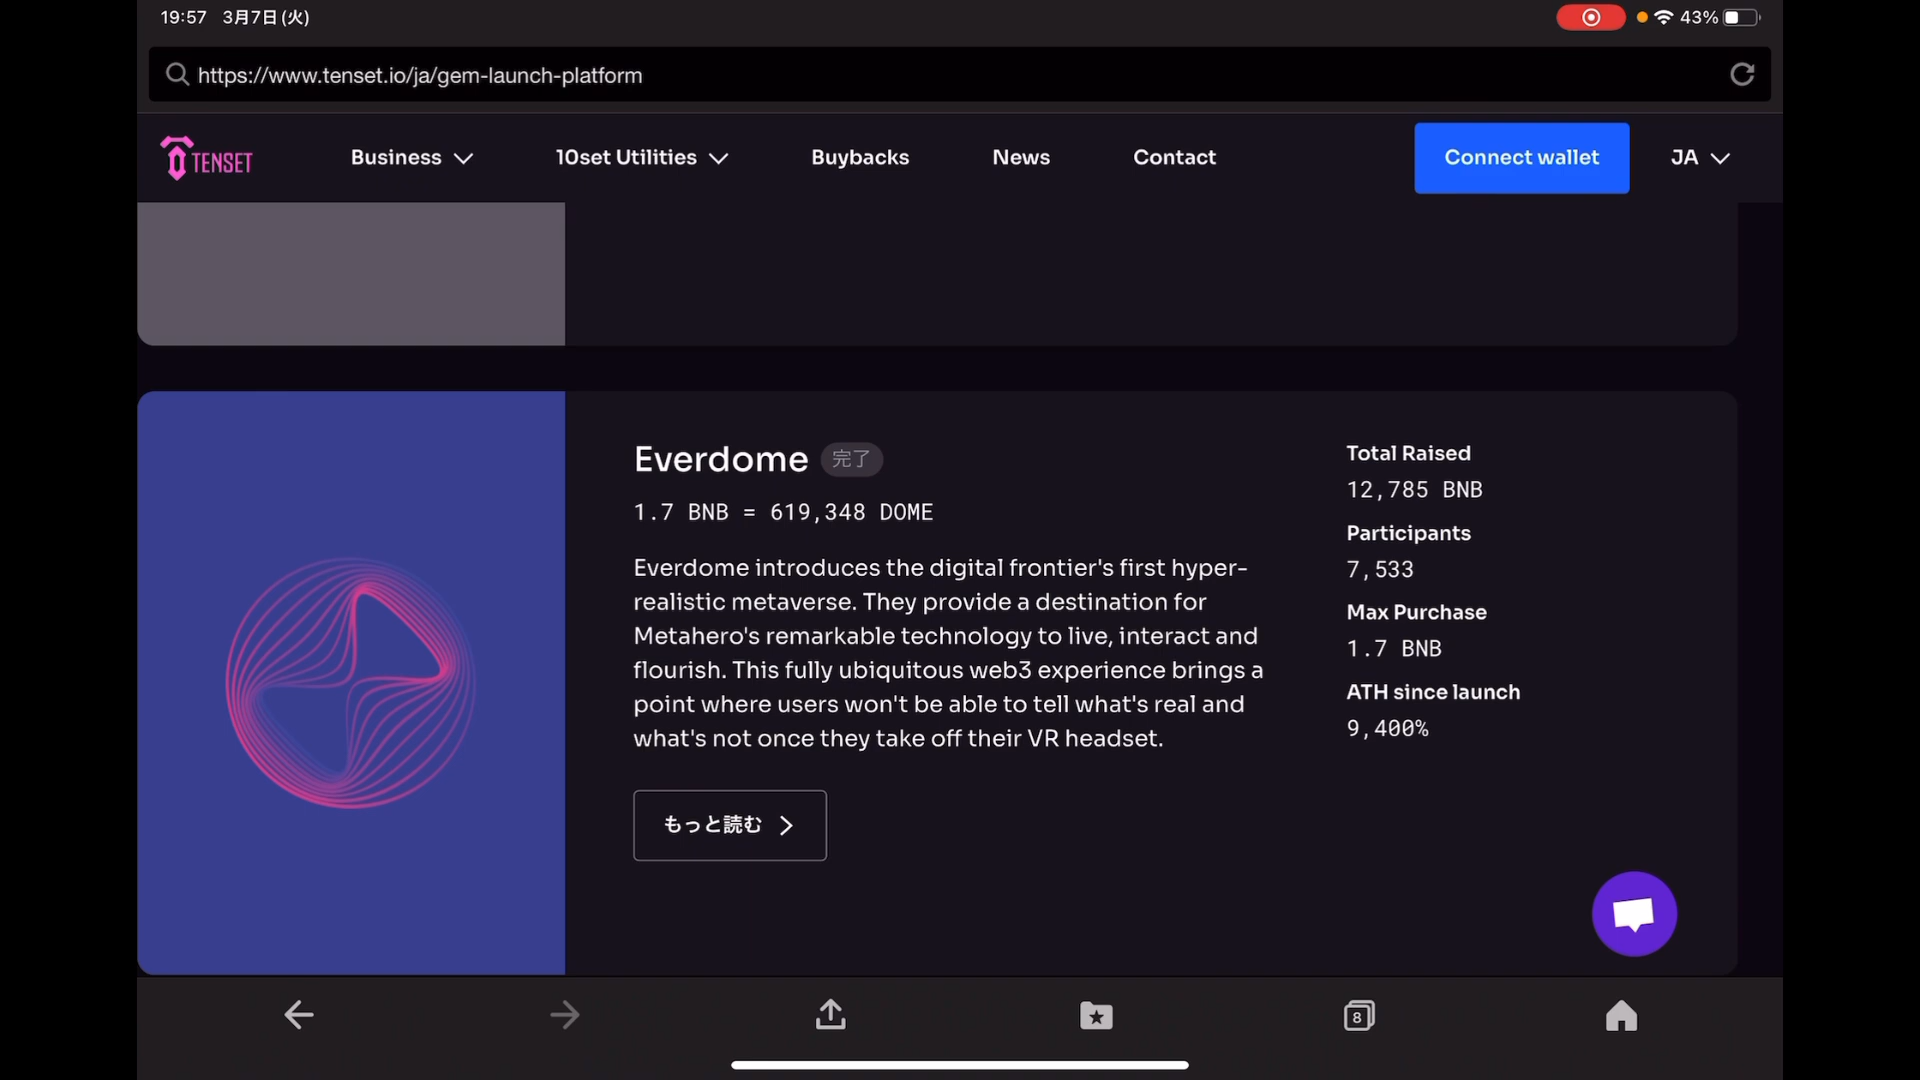 19:57 3月7日(火)
43%
https://www.tenset.io/ja/gem-launch-platform
TENSET
Business
10set Utilities
Buybacks
News
Contact
Connect wallet
JA
Everdome 完了
1.7 BNB = 619,348 DOME
Everdome introduces the digital frontier's first hyper-
realistic metaverse. They provide a destination for
Metahero's remarkable technology to live, interact and
flourish. This fully ubiquitous web3 experience brings a
point where users won't be able to tell what's real and
what's not once they take off their VR headset.
もっと読む
Total Raised
12,785 BNB
Participants
7,533
Max Purchase
1.7 BNB
ATH since launch
9,400%
8